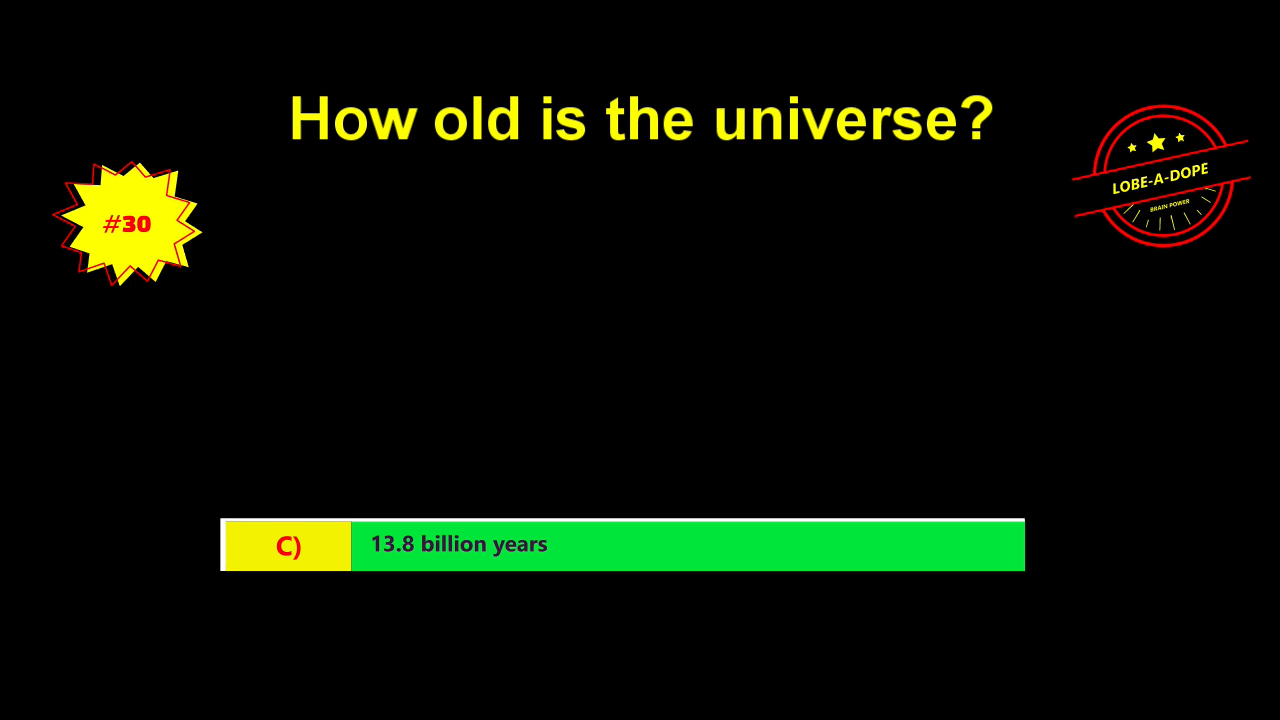 How old is the universe?
#30
LOBE-A-DOPE
BRAIN POWER
C) 13.8 billion years